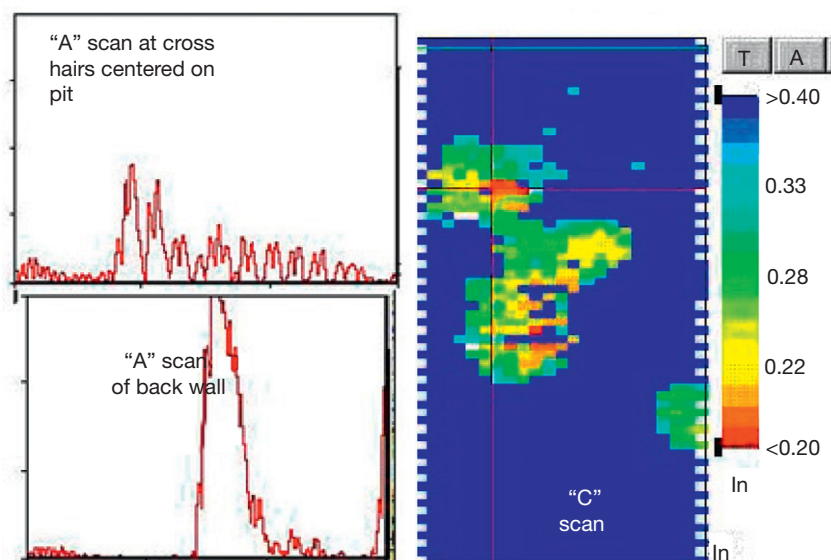 “A” scan at cross
hairs centered on
pit
“A” scan
of back wall
“C”
scan
T A
>0.40
0.33
0.28
0.22
<0.20
In
In